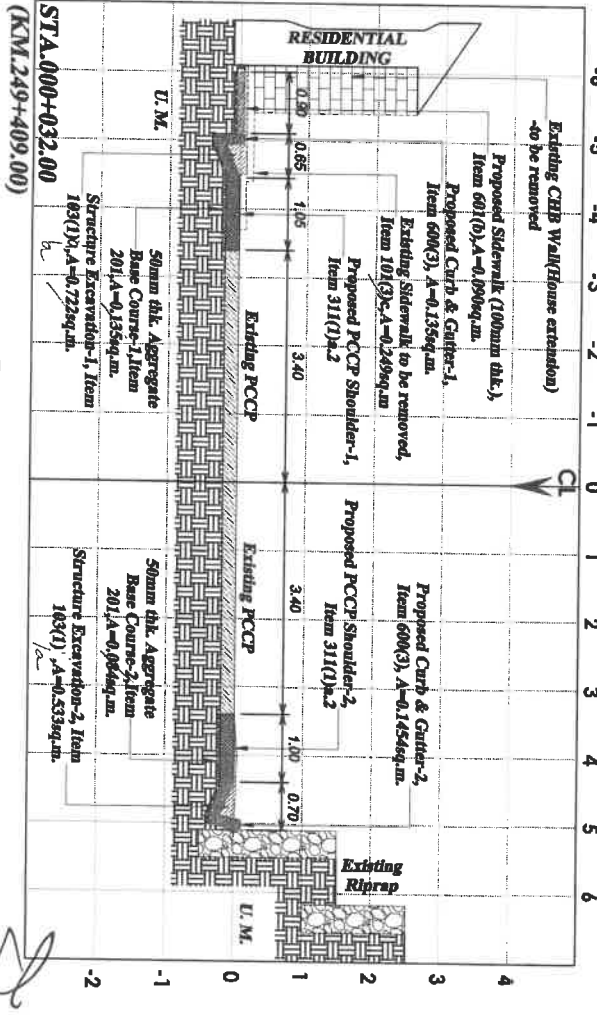 -6 -5 -4 -3 -2 -1 0 1 2 3 4 5 6
CL
4
3
2
1
0
-1
-2
Existing CHB Wall(House extension)
-to be removed
Proposed Sidewalk (100mm thk.),
Item 601(b),A=0.090sq.m.
Proposed Curb & Gutter-1,
Item 600(3), A=0.135sq.m.
Existing Sidewalk to be removed,
Item 101(3)c,A=0.249sq.m
Proposed PCCP Shoulder-1,
Item 311(1)a.2
RESIDENTIAL
BUILDING
Proposed Curb & Gutter-2,
Item 600(3), A=0.1454sq.m.
Proposed PCCP Shoulder-2,
Item 311(1)a.2
0.90 0.65 1.05 3.40 3.40 1.00 0.70
Existing PCCP
Existing PCCP
Existing
Riprap
U.M.
U.M.
50mm thk. Aggregate
Base Course-1,Item
201,A=0.135sq.m.
Structure Excavation-1, Item
103(1)a,A=0.722sq.m.
a
50mm thk. Aggregate
Base Course-2,Item
201,A=0.084sq.m.
Structure Excavation-2, Item
103(1) ,A=0.533sq.m.
a
STA.000+032.00
(KM.249+409.00)